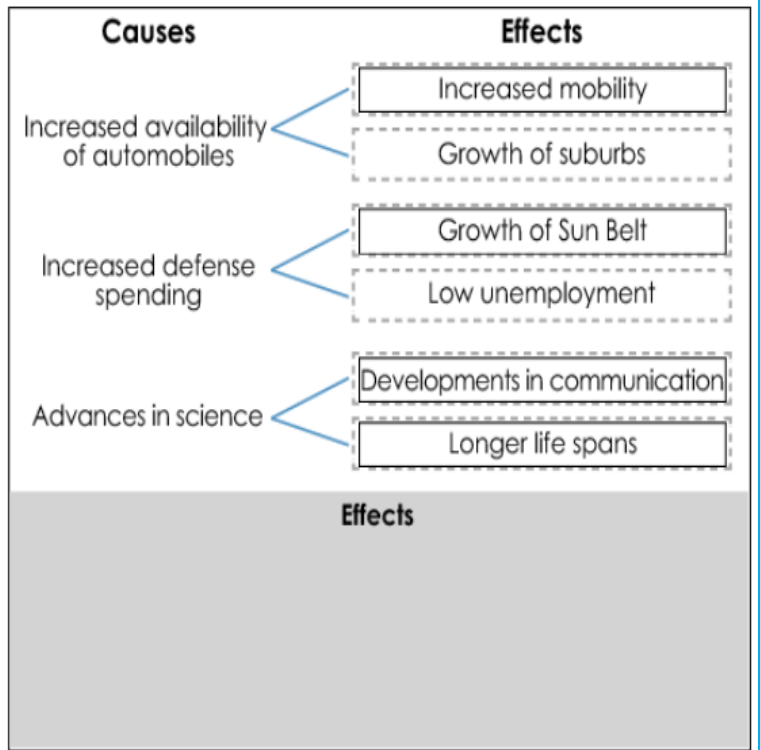 Causes
Effects
Increased availability
of automobiles
Increased mobility
Growth of suburbs
Increased defense
spending
Growth of Sun Belt
Low unemployment
Advances in science
Developments in communication
Longer life spans
Effects